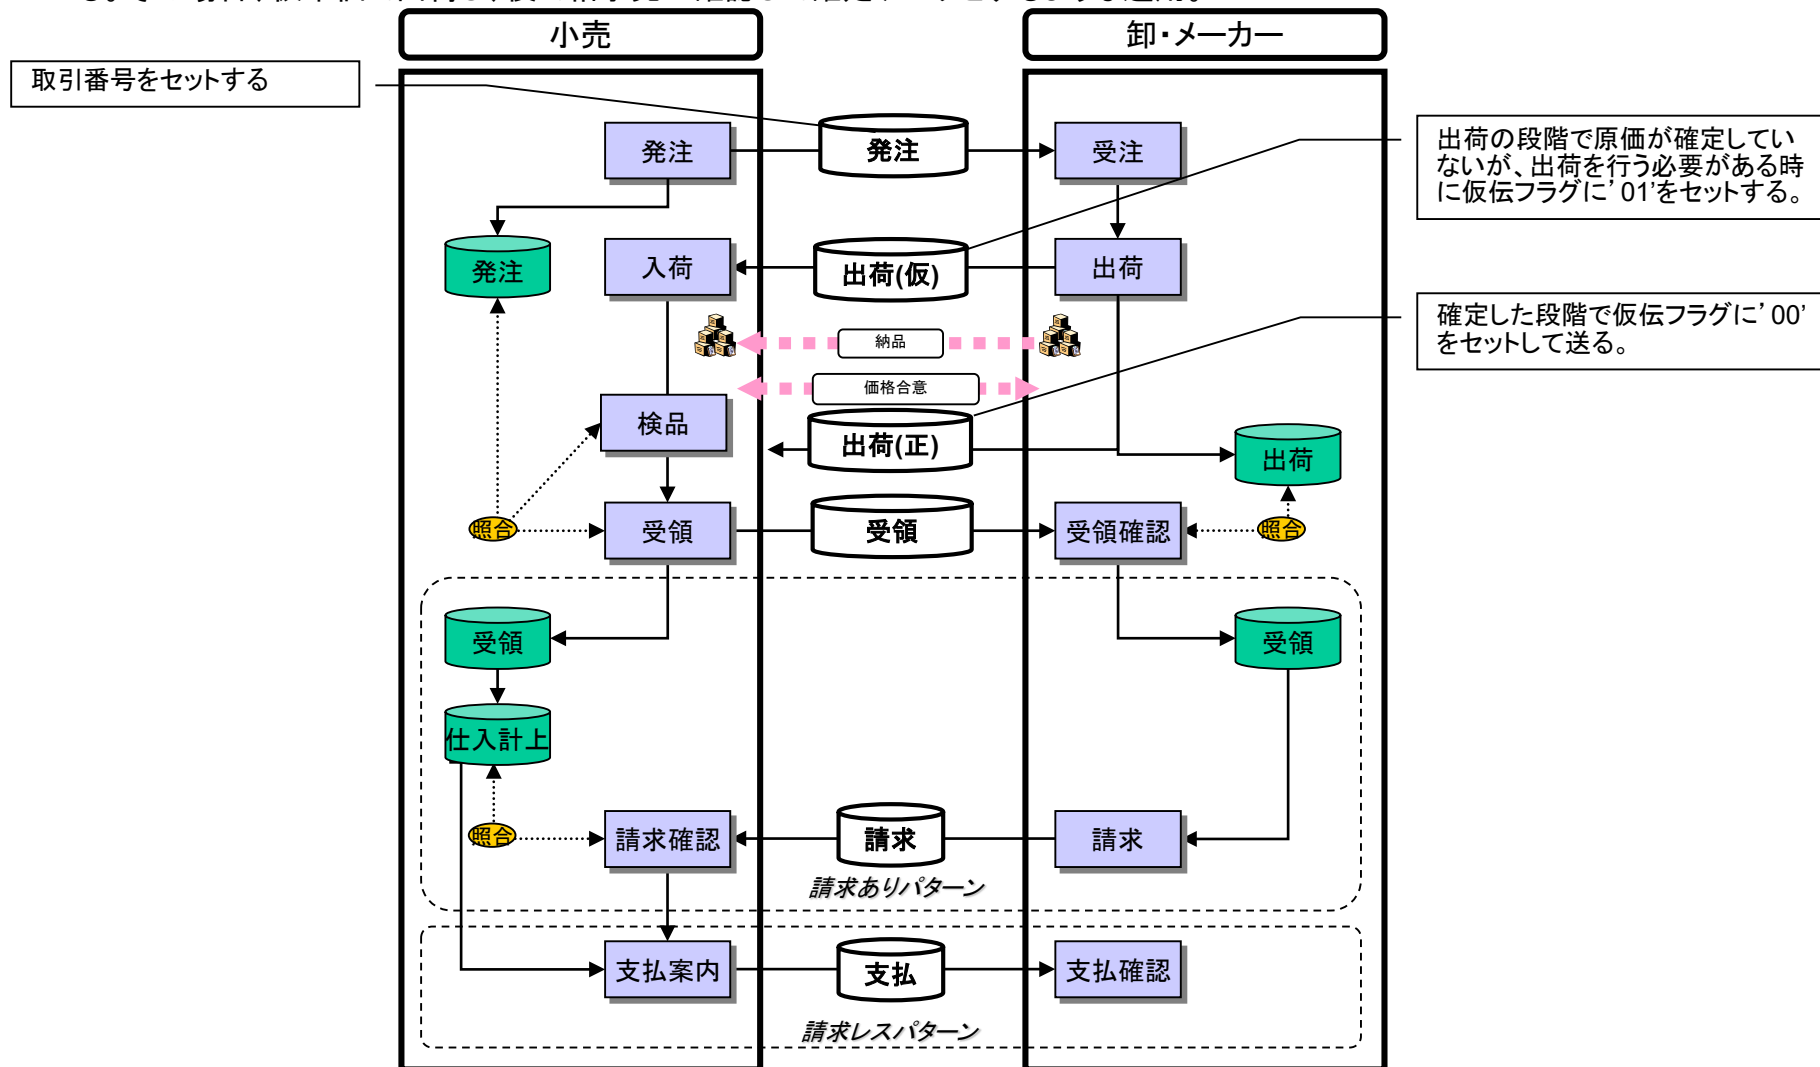 小売
卸・メーカー
取引番号をセットする
発注
発注
受注
出荷の段階で原価が確定してい
ないが、出荷を行う必要がある時
に仮伝フラグに’01’をセットする。
発注
入荷
出荷(仮)
出荷
納品
確定した段階で仮伝フラグに’00’
をセットして送る。
価格合意
検品
出荷(正)
出荷
照合
受領
受領
受領確認
照合
受領
受領
仕入計上
照合
請求確認
請求
請求
請求ありパターン
支払案内
支払
支払確認
請求レスパターン